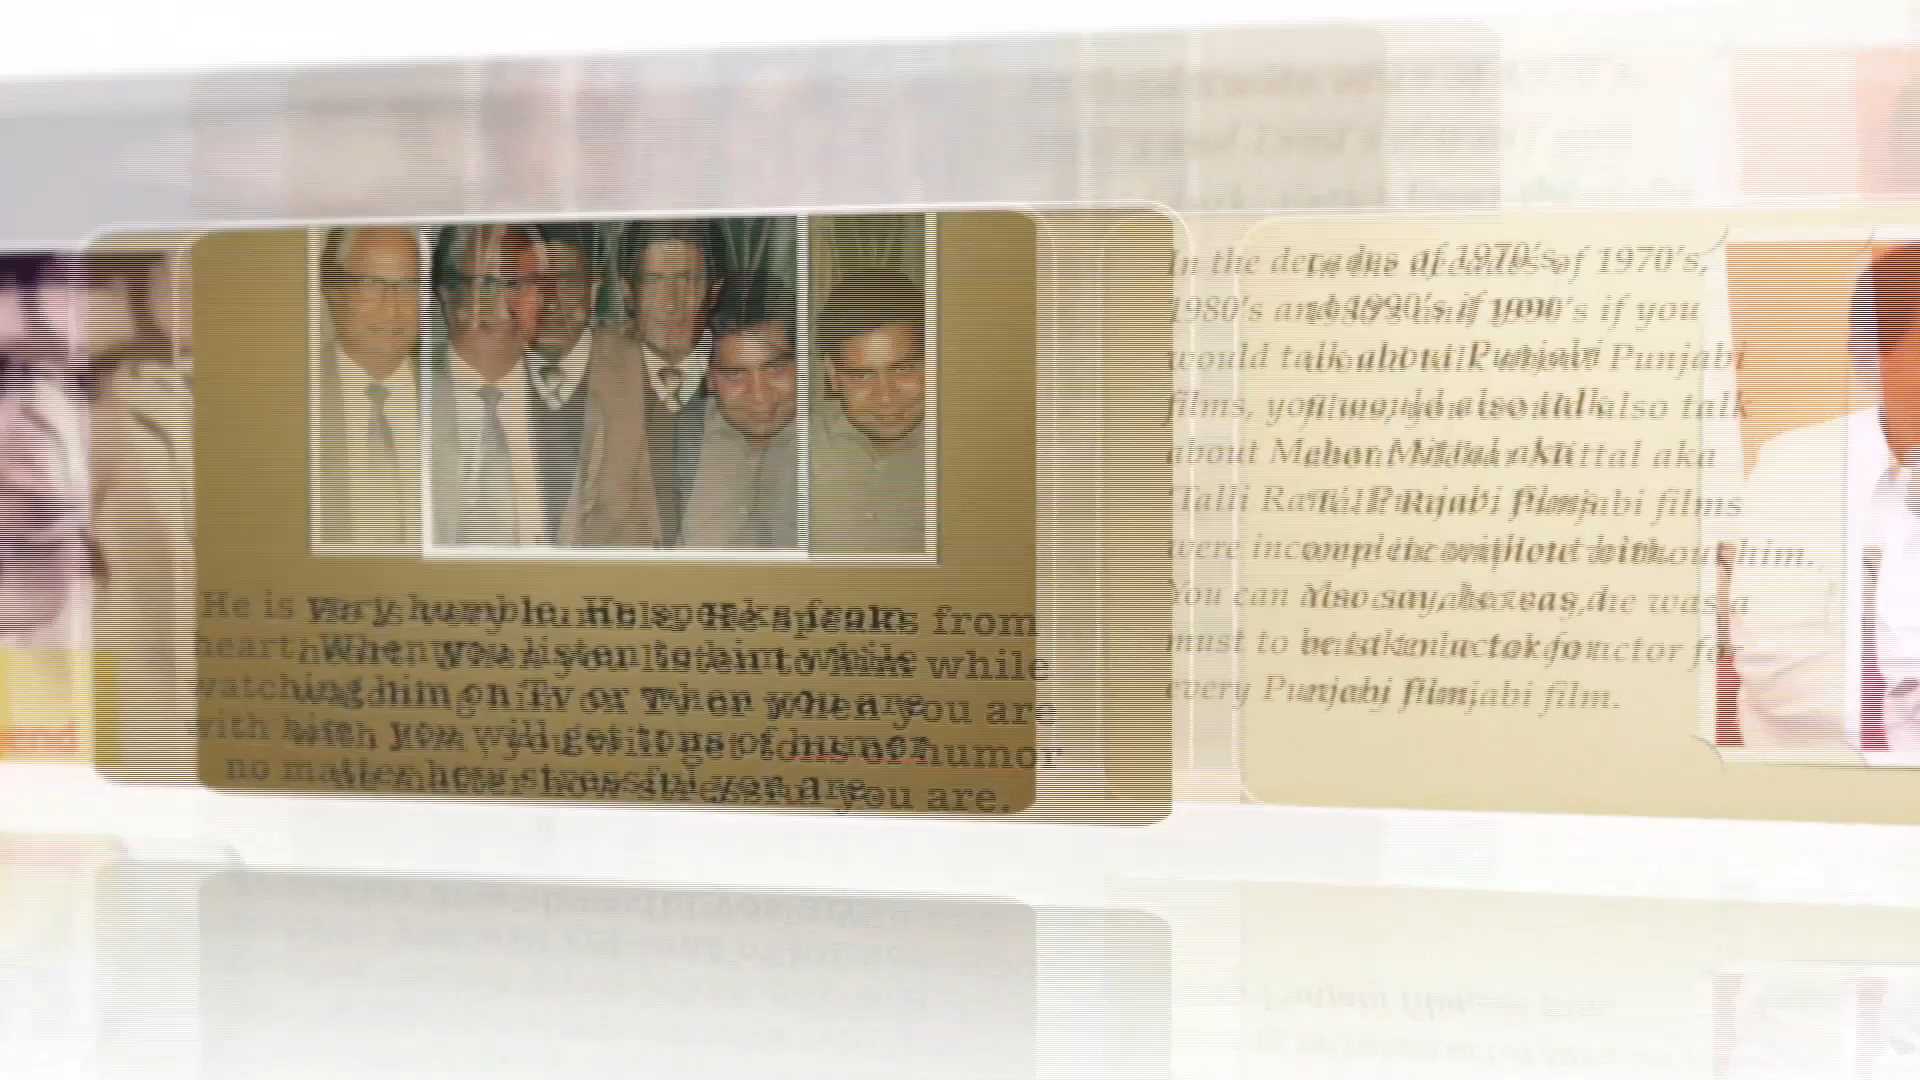 end
He is very humble. He speaks from
heart. When you listen to him while
watching him on Tv or when you are
with him, you will get tons of humor
no matter how stressful you are.
In the decades of 1970's,
1980's and 1990's if you
would talk about Punjabi
films, you would also talk
about Mehar Mittal aka
'Talli Ram'. Punjabi films
were incomplete without him.
You can also say, he was a
must to be taken actor for
every Punjabi film.